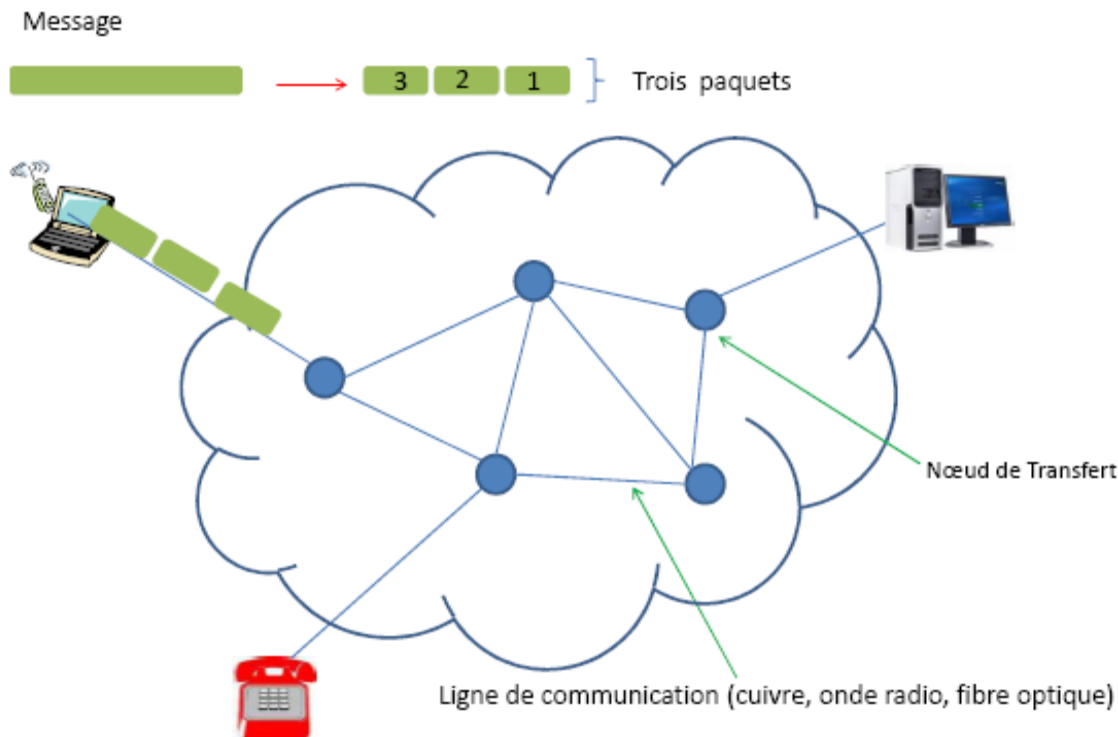 Message
3 2 1
Trois paquets
Nœud de Transfert
Ligne de communication (cuivre, onde radio, fibre optique)